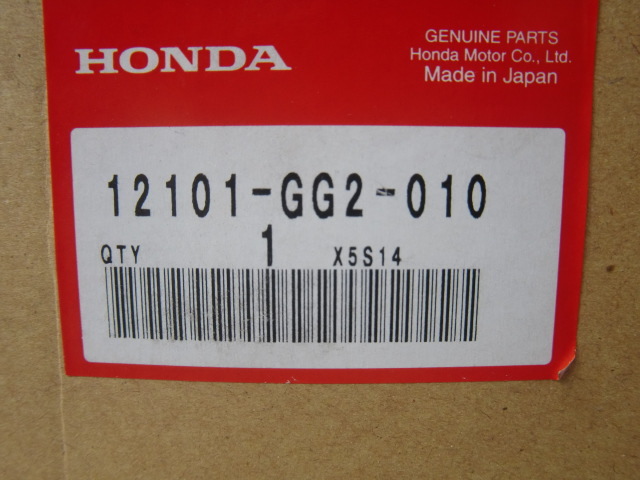 HONDA
GENUINE PARTS
Honda Motor Co., Ltd.
Made in Japan
12101-GG2-010
QTY 1 X5S14